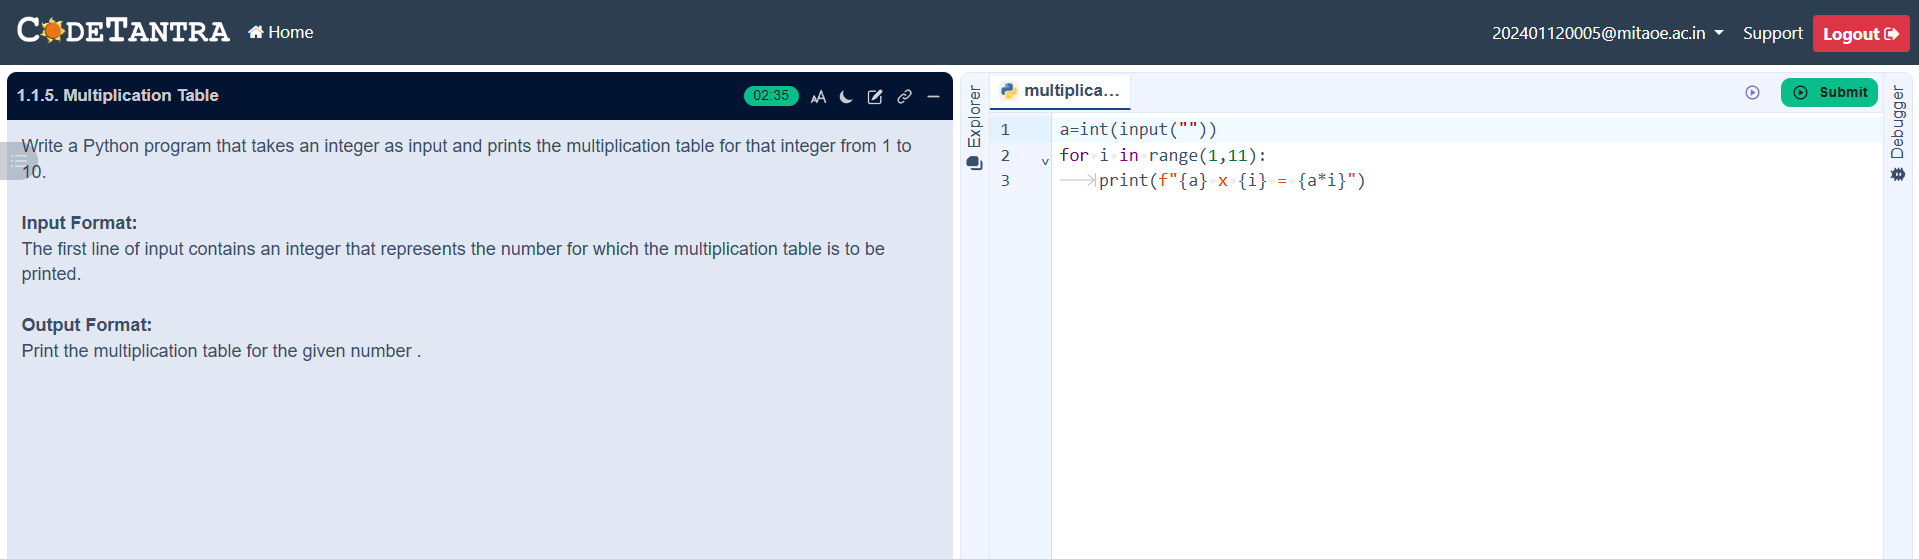 CODETANTRA Home
202401120005@mitaoe.ac.in Support Logout
1.1.5. Multiplication Table
02:35 AA
Write a Python program that takes an integer as input and prints the multiplication table for that integer from 1 to
10.
Input Format:
The first line of input contains an integer that represents the number for which the multiplication table is to be
printed.
Output Format:
Print the multiplication table for the given number .
Explorer
multiplica...
Submit
1 a=int(input(""))
2 for i in range(1,11):
3 print(f"{a} x {i} = {a*i}")
Debugger